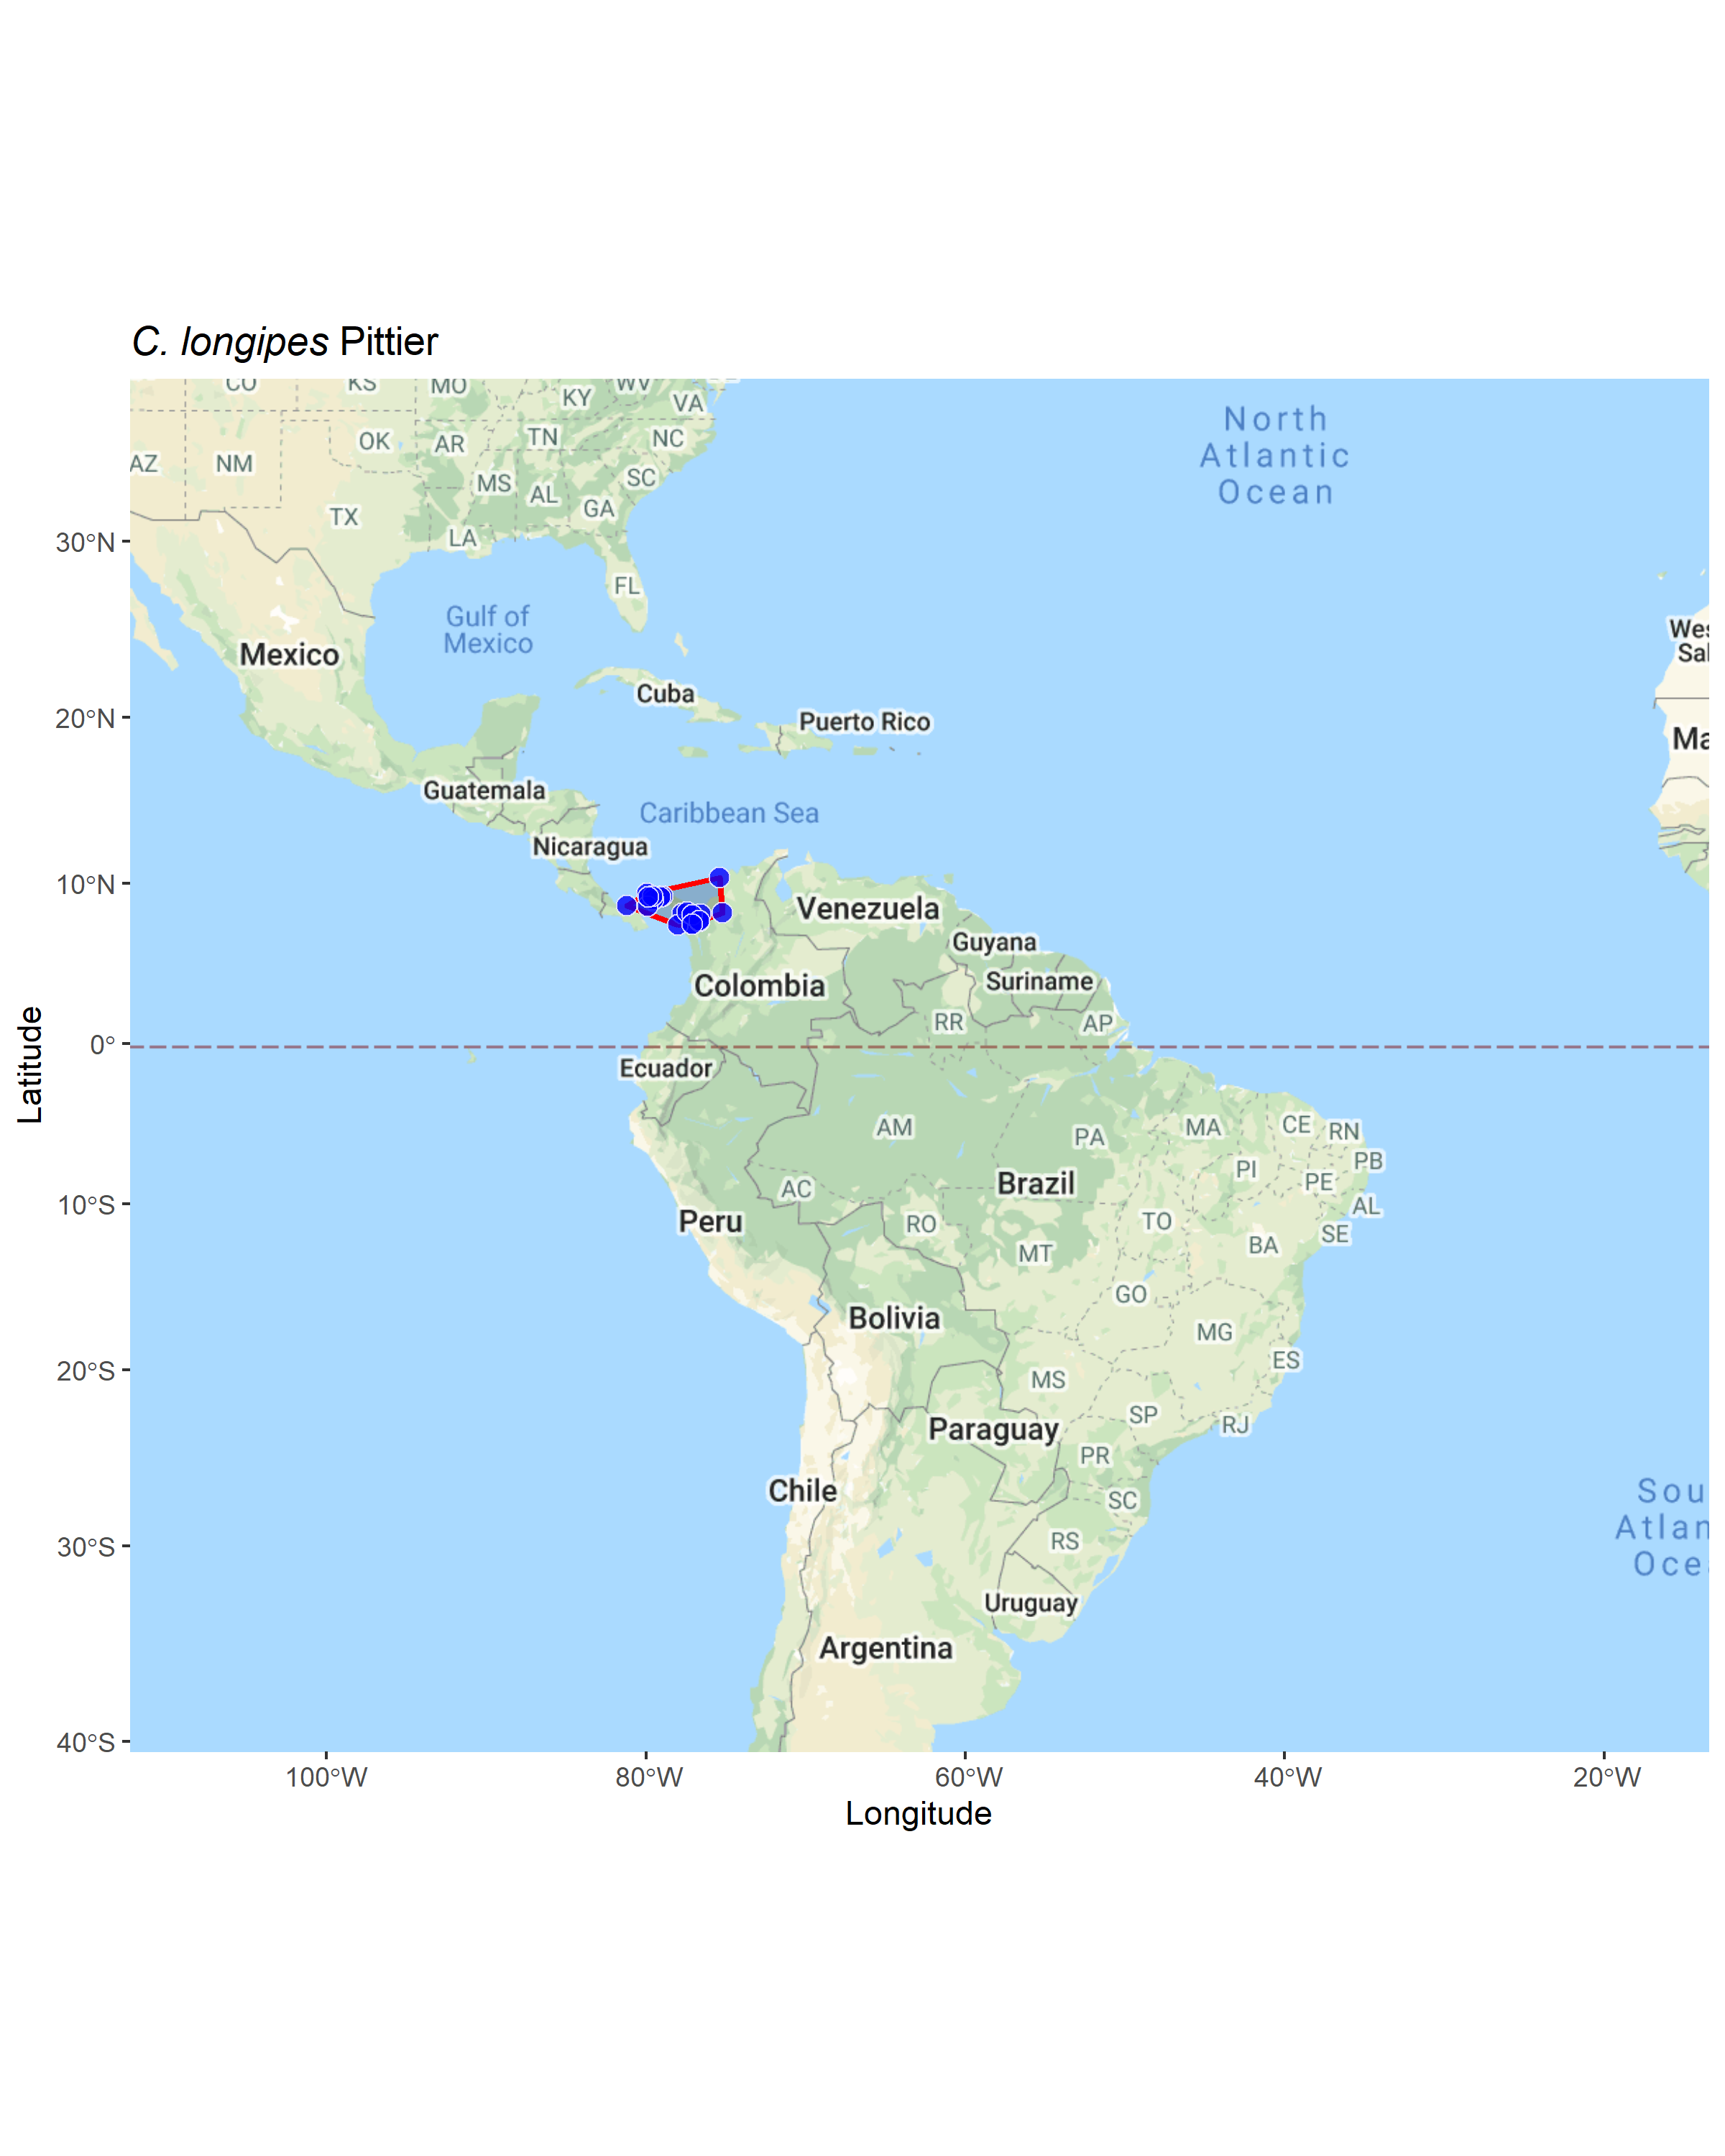 C. longipes Pittier
CO
KS
MO
KY
WV
VA
OK
AR
TN
NC
AZ
NM
MS
AL
SC
TX
GA
LA
30°N
FL
Gulf of
Mexico
Mexico
Cuba
20°N
Puerto Rico
Guatemala
Caribbean Sea
Nicaragua
10°N
Venezuela
Guyana
Colombia
Suriname
RR
AP
0°
Ecuador
North
Atlantic
Ocean
Wes
Sal
Ma
AM
PA
MA
CE
RN
PB
PI
PE
AL
SE
AC
Brazil
10°S
Peru
RO
TO
BA
MT
GO
Bolivia
MG
20°S
MS
ES
SP
RJ
Paraguay
PR
Chile
SC
30°S
RS
Uruguay
Argentina
40°S
Sou
Atlan
Ocea
Latitude
100°W
80°W
60°W
40°W
20°W
Longitude